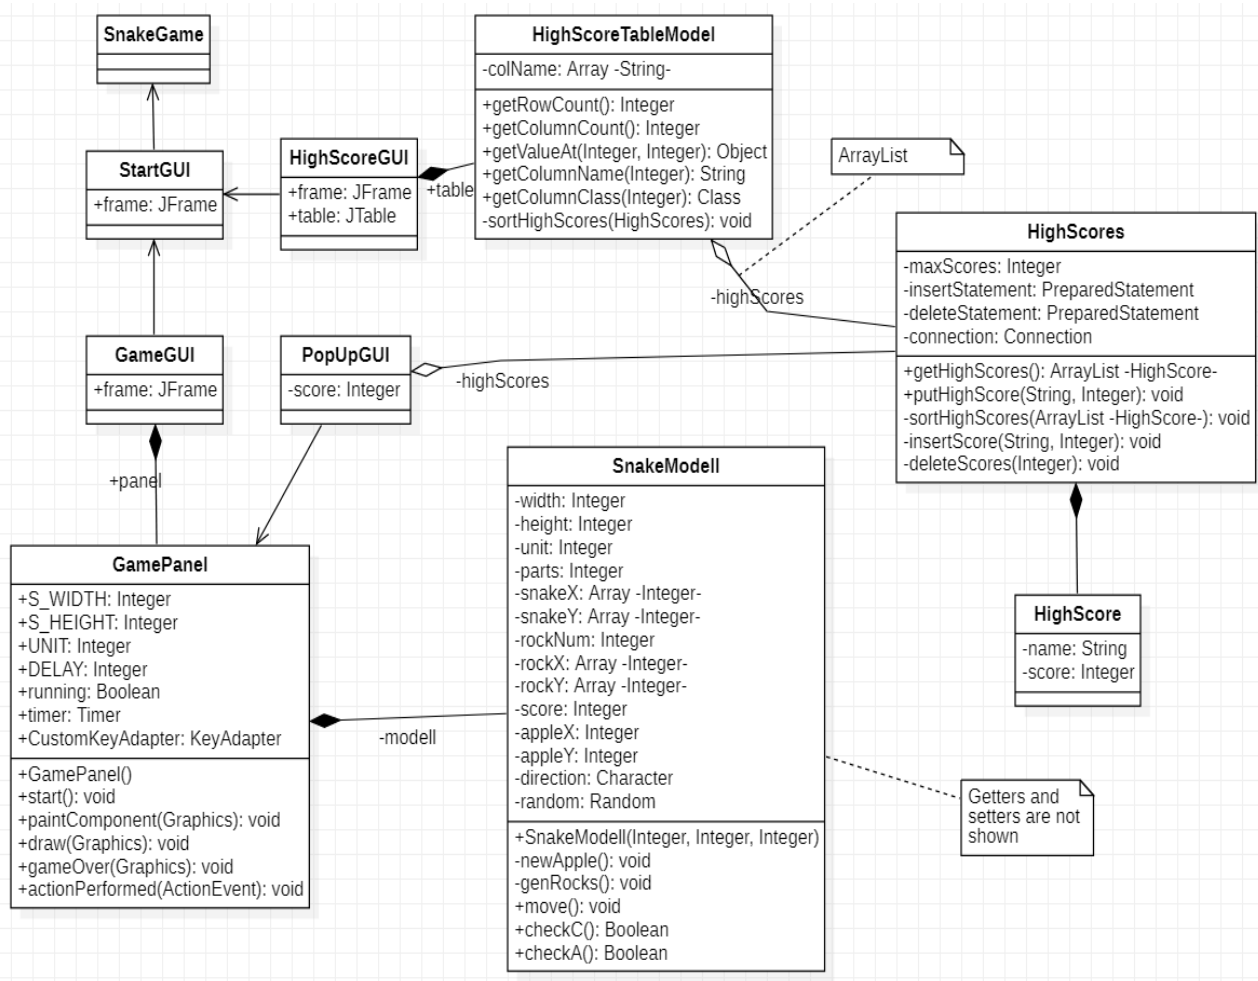 SnakeGame
HighScoreTableModel
-colName: Array -String-
+getRowCount(): Integer
+getColumnCount(): Integer
+getValueAt(Integer, Integer): Object
+getColumnName(Integer): String
+getColumnClass(Integer): Class
-sortHighScores(HighScores): void
StartGUI
+frame: JFrame
HighScoreGUI
+frame: JFrame
+table: JTable
+table
ArrayList
HighScores
-maxScores: Integer
-insertStatement: PreparedStatement
-deleteStatement: PreparedStatement
-connection: Connection
+getHighScores(): ArrayList -HighScore-
+putHighScore(String, Integer): void
-sortHighScores(ArrayList -HighScore-): void
-insertScore(String, Integer): void
-deleteScores(Integer): void
-highScores
GameGUI
+frame: JFrame
PopUpGUI
-score: Integer
-highScores
+panel
SnakeModell
-width: Integer
-height: Integer
-unit: Integer
-parts: Integer
-snakeX: Array -Integer-
-snakeY: Array -Integer-
-rockNum: Integer
-rockX: Array -Integer-
-rockY: Array -Integer-
-score: Integer
-appleX: Integer
-appleY: Integer
-direction: Character
-random: Random
+SnakeModell(Integer, Integer, Integer)
-newApple(): void
-genRocks(): void
+move(): void
+checkC(): Boolean
+checkA(): Boolean
GamePanel
+S_WIDTH: Integer
+S_HEIGHT: Integer
+UNIT: Integer
+DELAY: Integer
+running: Boolean
+timer: Timer
+CustomKeyAdapter: KeyAdapter
+GamePanel()
+start(): void
+paintComponent(Graphics): void
+draw(Graphics): void
+gameOver(Graphics): void
+actionPerformed(ActionEvent): void
-modell
HighScore
-name: String
-score: Integer
Getters and
setters are not
shown